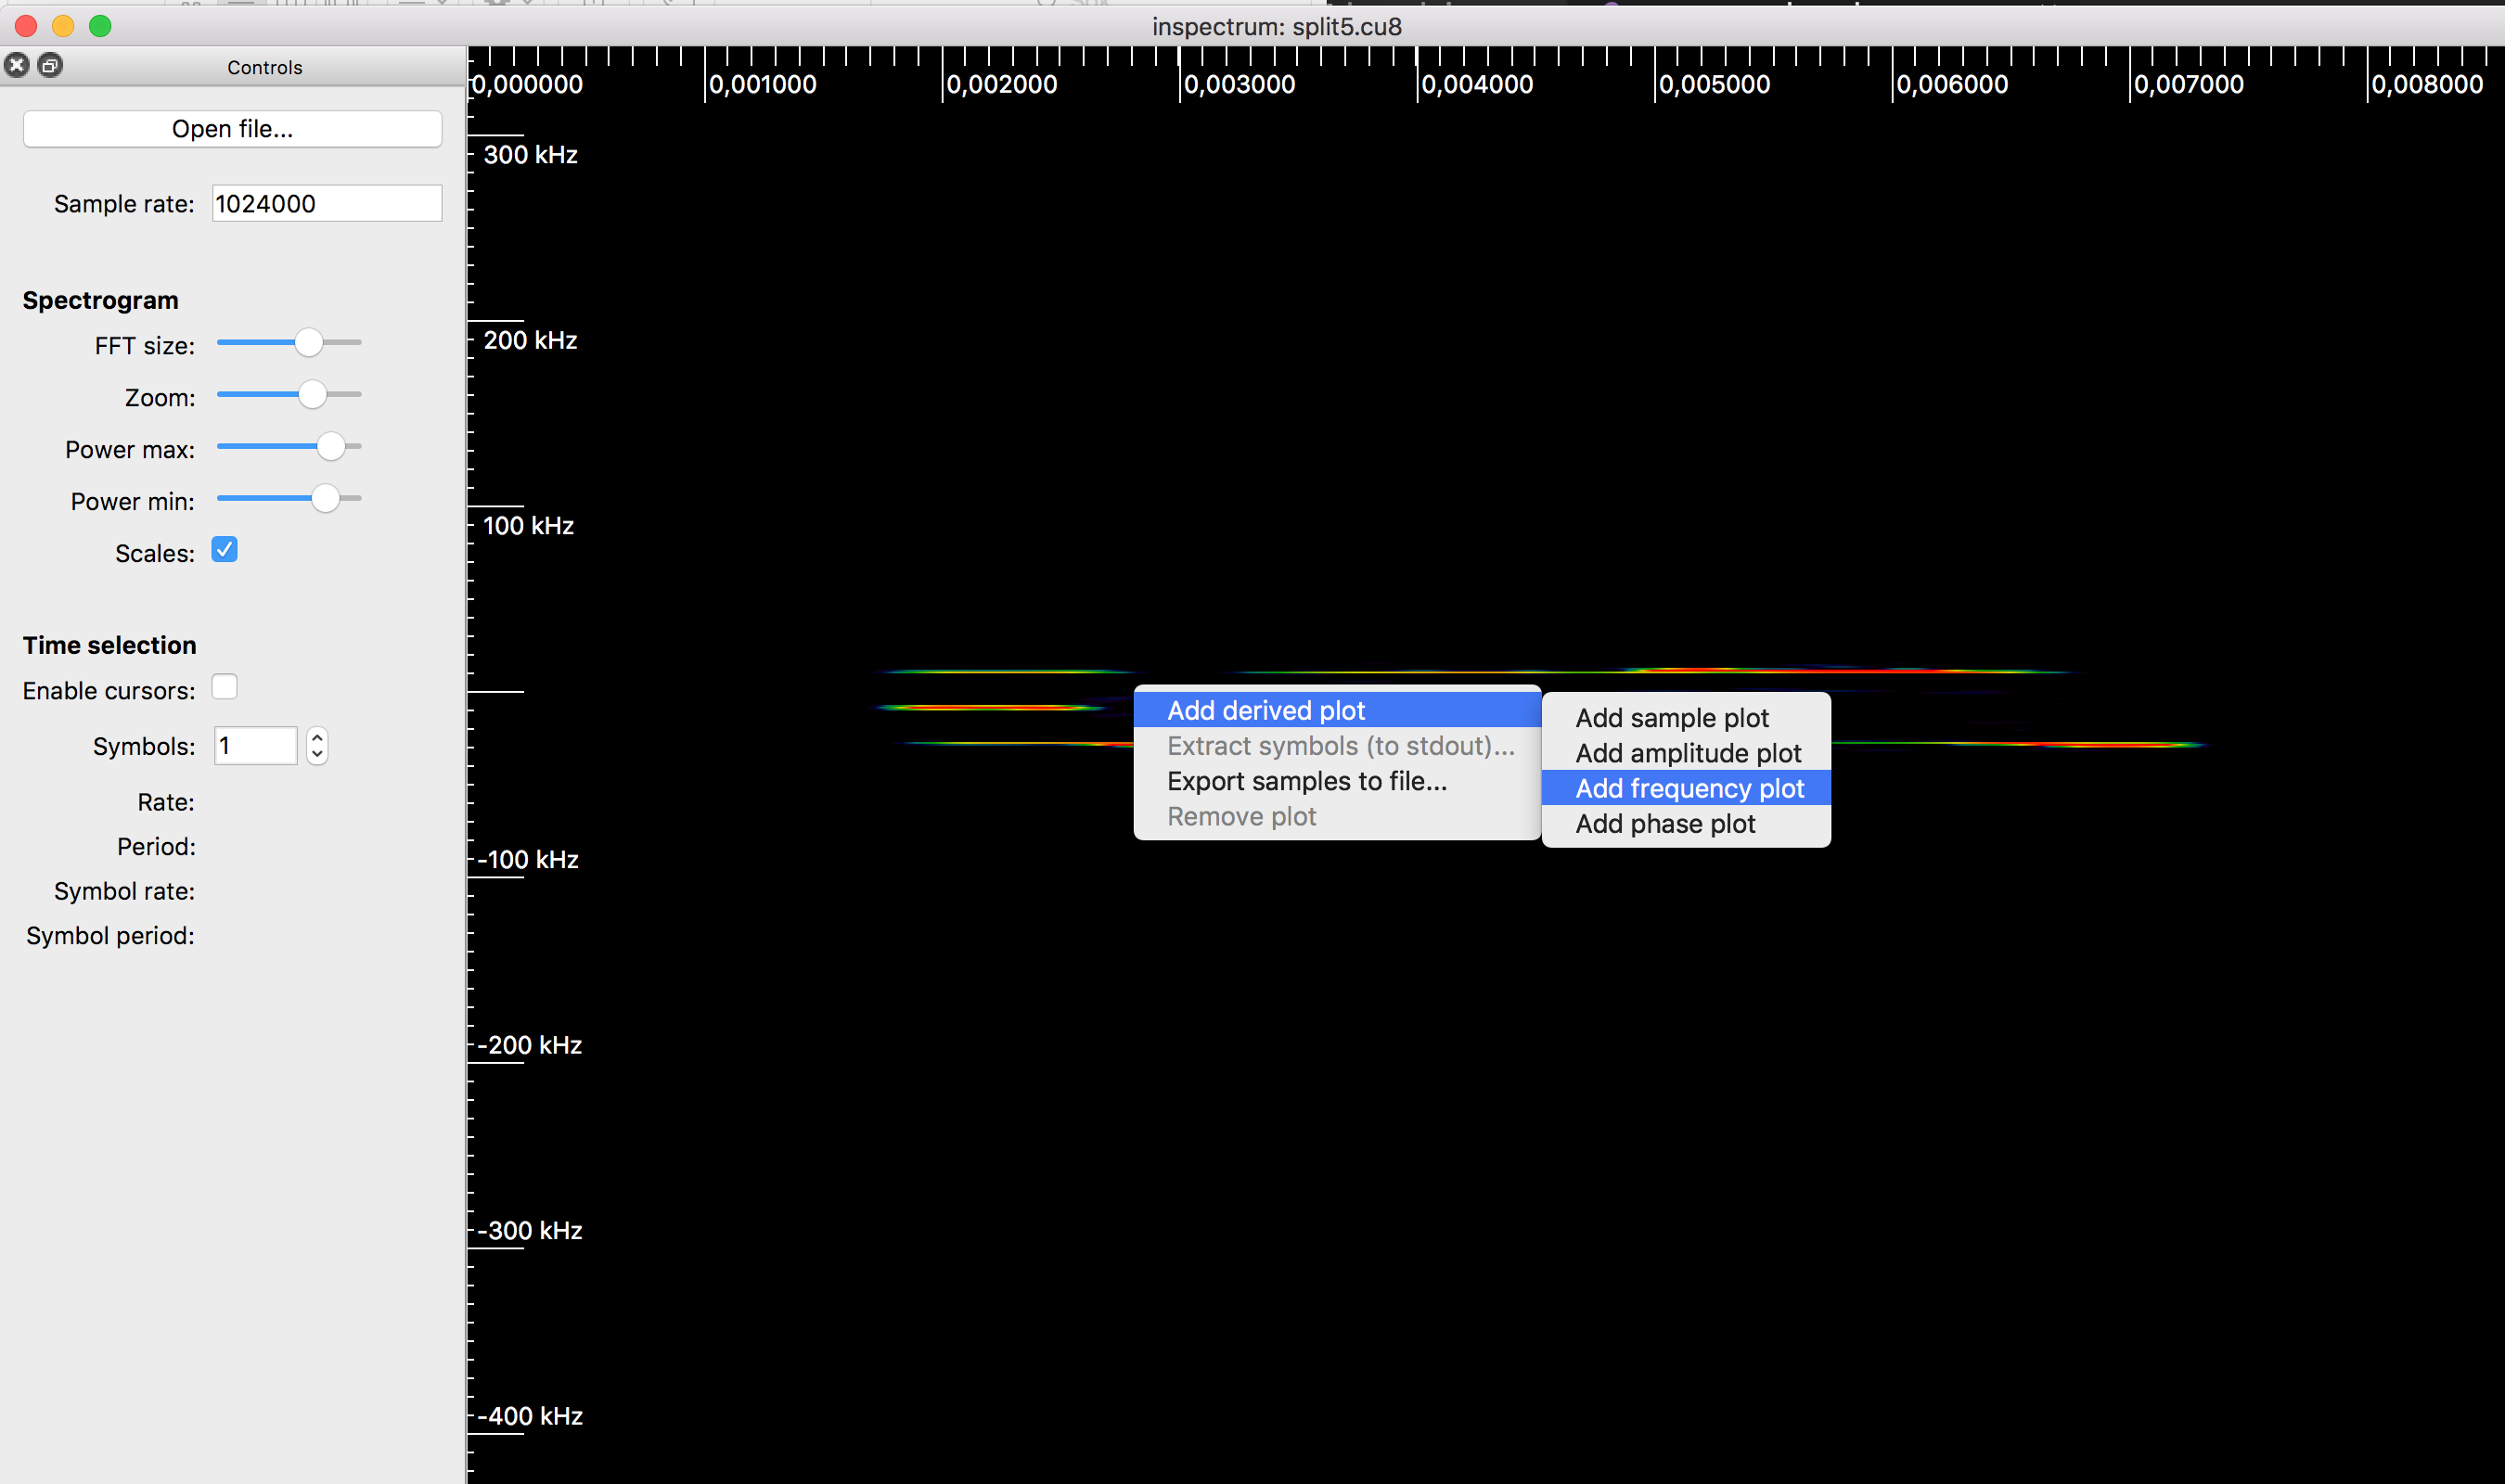 inspectrum: split5.cu8
Controls
Open file...
Sample rate: 1024000
Spectrogram
FFT size:
Zoom:
Power max:
Power min:
Scales:
Time selection
Enable cursors:
Symbols: 1
Rate:
Period:
Symbol rate:
Symbol period:
0,000000 0,001000 0,002000 0,003000 0,004000 0,005000 0,006000 0,007000 0,008000
300 kHz
200 kHz
100 kHz
-100 kHz
-200 kHz
-300 kHz
-400 kHz
Add derived plot
Extract symbols (to stdout)...
Export samples to file...
Remove plot
Add sample plot
Add amplitude plot
Add frequency plot
Add phase plot